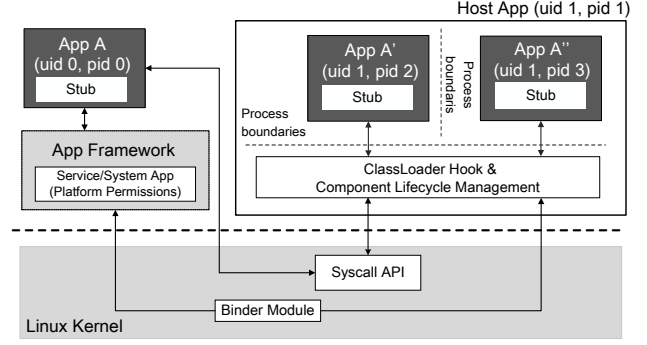 Host App (uid 1, pid 1)
App A
(uid 0, pid 0)
Stub
App A’
(uid 1, pid 2)
Stub
Process
boundaris
App A’’
(uid 1, pid 3)
Stub
Process
boundaries
App Framework
Service/System App
(Platform Permissions)
ClassLoader Hook &
Component Lifecycle Management
Syscall API
Binder Module
Linux Kernel